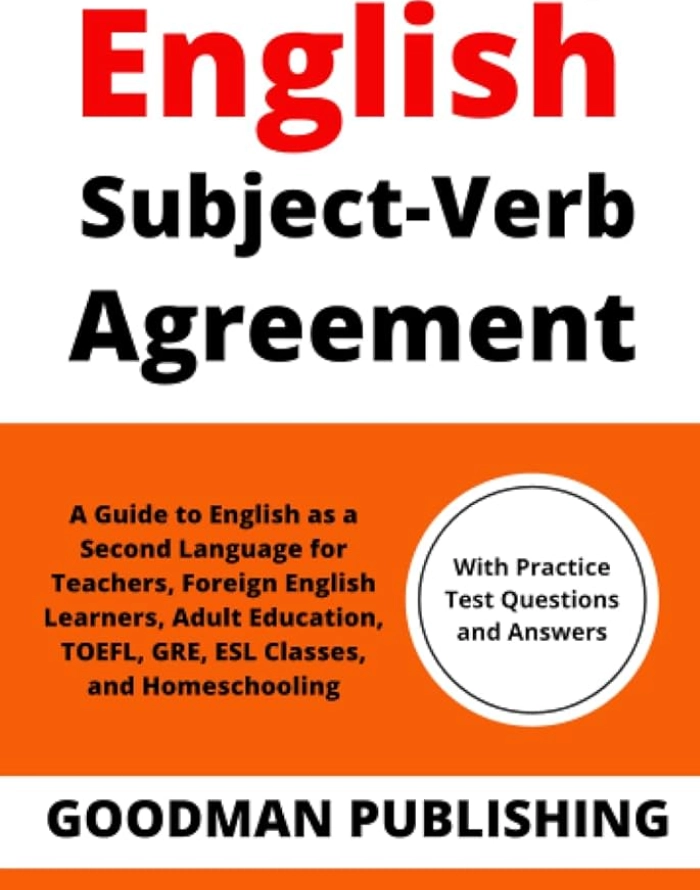 English
Subject-Verb
Agreement
A Guide to English as a
Second Language for
Teachers, Foreign English
Learners, Adult Education,
TOEFL, GRE, ESL Classes,
and Homeschooling
With Practice
Test Questions
and Answers
GOODMAN PUBLISHING